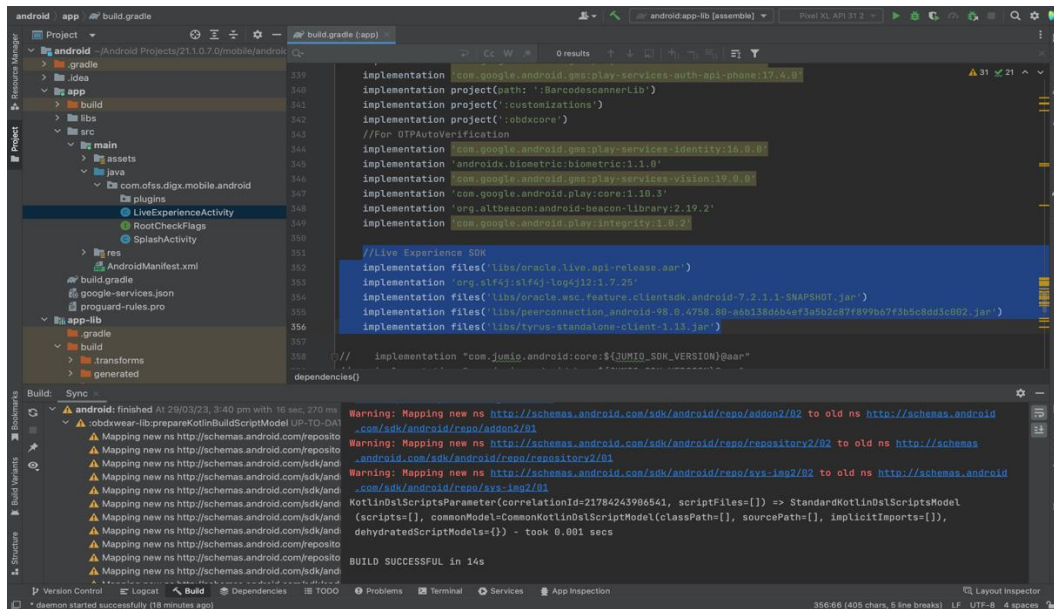 android
app
build.gradle
android:app-lib [assemble]
Pixel XL API 31 2
Project
build.gradle (:app)
Resource Manager
Project
Bookmarks
Build Variants
Structure
android ~/Android Projects/21.1.0.7.0/mobile/androi
.gradle
.idea
app
build
libs
src
main
assets
java
com.ofss.digx.mobile.android
plugins
LiveExperienceActivity
RootCheckFlags
SplashActivity
res
AndroidManifest.xml
build.gradle
google-services.json
proguard-rules.pro
app-lib
.gradle
build
.transforms
generated
Cc W .* 0 results
31 21
339 implementation 'com.google.android.gms:play-services-auth-api-phone:17.4.0'
340 implementation project(path: ':BarcodescannerLib')
341 implementation project(':customizations')
342 implementation project(':obdxcore')
343 //For OTPAutoVerification
344 implementation 'com.google.android.gms:play-services-identity:16.0.0'
345 implementation 'androidx.biometric:biometric:1.1.0'
346 implementation 'com.google.android.gms:play-services-vision:19.0.0'
347 implementation 'com.google.android.play:core:1.10.3'
348 implementation 'org.altbeacon:android-beacon-library:2.19.2'
349 implementation 'com.google.android.play:integrity:1.0.2'
350
351 //Live Experience SDK
352 implementation files('libs/oracle.live.api-release.aar')
353 implementation 'org.slf4j:slf4j-log4j12:1.7.25'
354 implementation files('libs/oracle.wsc.feature.clientsdk.android-7.2.1.1-SNAPSHOT.jar')
355 implementation files('libs/peerconnection_android-98.0.4758.80-a6b138d6b4ef3a5b2c87f899b67f3b5c8dd3c002.jar')
356 implementation files('libs/tyrus-standalone-client-1.13.jar')
357
358 // implementation "com.jumio.android:core:${JUMIO_SDK_VERSION}@aar"
dependencies{}
Build: Sync
android: finished At 29/03/23, 3:40 pm with 16 sec, 270 ms
:obdxwear-lib:prepareKotlinBuildScriptModel UP-TO-DAT
Mapping new ns http://schemas.android.com/reposito
Mapping new ns http://schemas.android.com/reposito
Mapping new ns http://schemas.android.com/sdk/and
Mapping new ns http://schemas.android.com/sdk/and
Mapping new ns http://schemas.android.com/sdk/and
Mapping new ns http://schemas.android.com/sdk/and
Mapping new ns http://schemas.android.com/sdk/and
Mapping new ns http://schemas.android.com/reposito
Mapping new ns http://schemas.android.com/reposito
Mapping new ns http://schemas.android.com/sdk/and
Warning: Mapping new ns http://schemas.android.com/sdk/android/repo/addon2/02 to old ns http://schemas.android
.com/sdk/android/repo/addon2/01
Warning: Mapping new ns http://schemas.android.com/sdk/android/repo/repository2/02 to old ns http://schemas
.android.com/sdk/android/repo/repository2/01
Warning: Mapping new ns http://schemas.android.com/sdk/android/repo/sys-img2/02 to old ns http://schemas.android
.com/sdk/android/repo/sys-img2/01
KotlinDslScriptsParameter(correlationId=21784243986541, scriptFiles=[]) => StandardKotlinDslScriptsModel
(scripts=[], commonModel=CommonKotlinDslScriptModel(classPath=[], sourcePath=[], implicitImports=[]),
dehydratedScriptModels={}) - took 0.001 secs
BUILD SUCCESSFUL in 14s
Version Control Logcat Build Dependencies TODO Problems Terminal Services App Inspection Layout Inspector
* daemon started successfully (18 minutes ago) 356:66 (405 chars, 5 line breaks) LF UTF-8 4 spaces